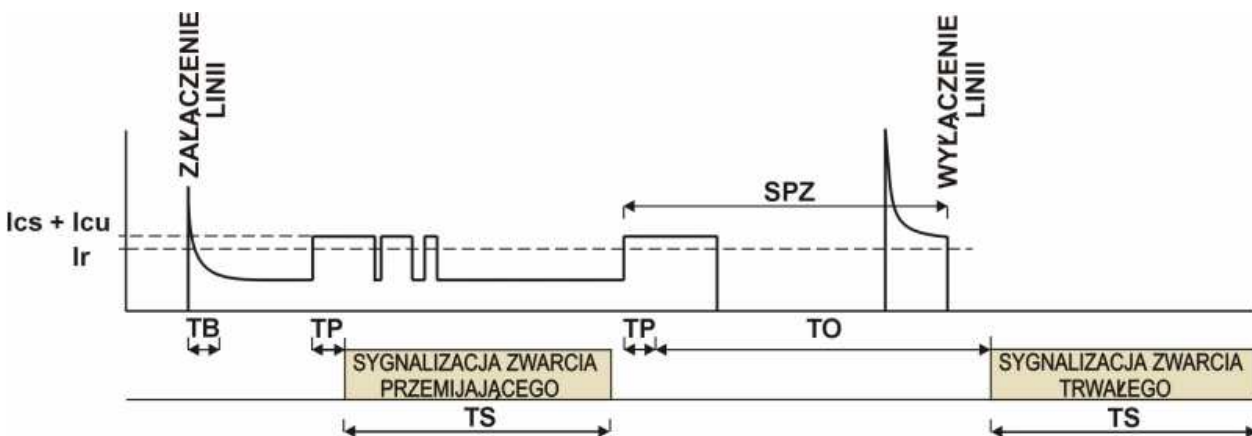 ZAŁĄCZENIE
LINII
WYŁĄCZENIE
LINII
SPZ
Ics + Icu
Ir
TB
TP
TP
TO
SYGNALIZACJA ZWARCIA
PRZEMIJAJĄCEGO
SYGNALIZACJA ZWARCIA
TRWAŁEGO
TS
TS